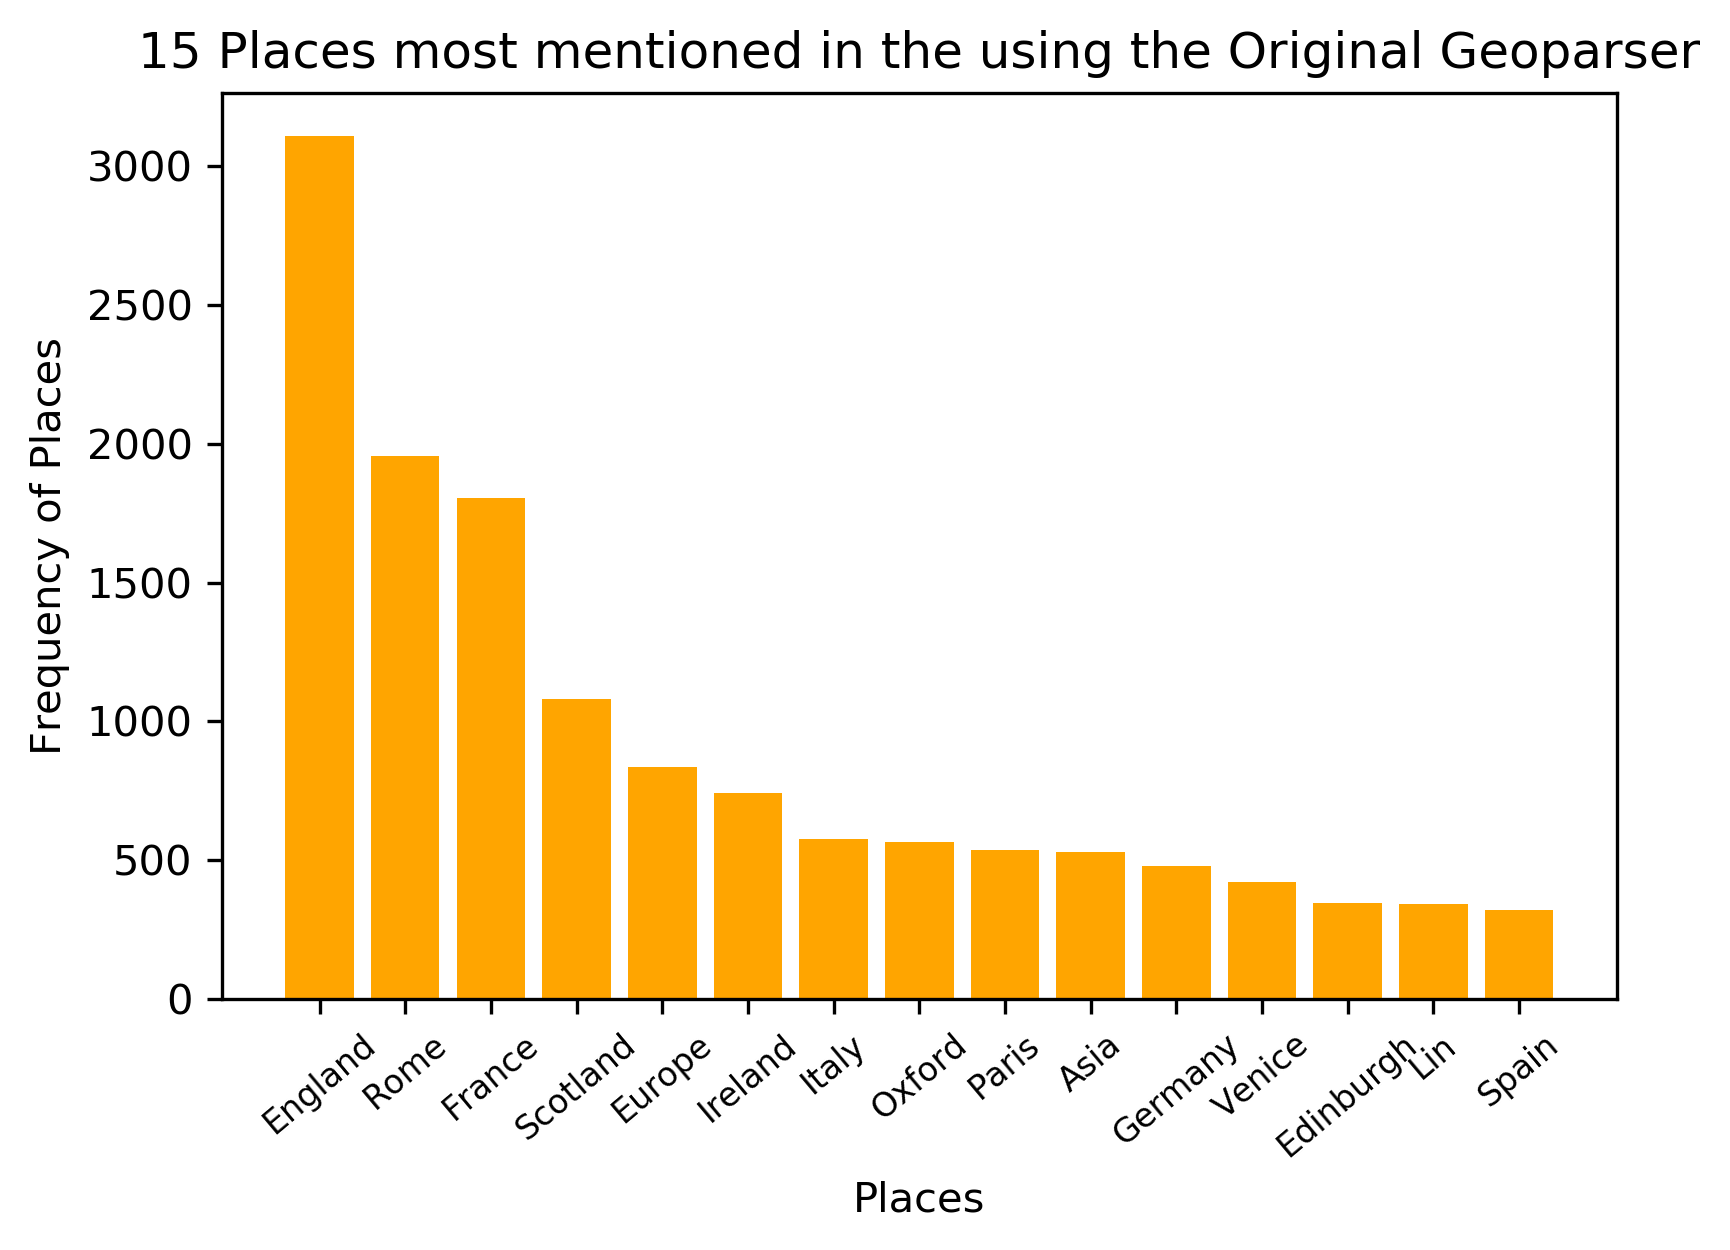 15 Places most mentioned in the using the Original Geoparser
Frequency of Places
3000
2500
2000
1500
1000
500
0
England
Rome
France
Scotland
Europe
Ireland
Italy
Oxford
Paris
Asia
Germany
Venice
Edinburgh
Lin
Spain
Places